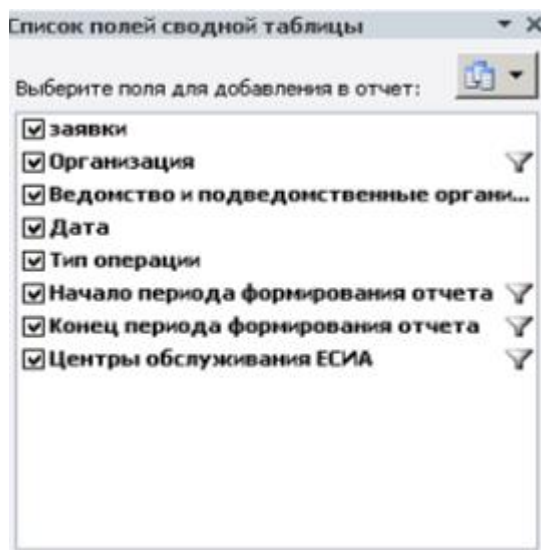 Список полей сводной таблицы
Выберите поля для добавления в отчет:
заявки
Организация
Ведомство и подведомственные органи...
Дата
Тип операции
Начало периода формирования отчета
Конец периода формирования отчета
Центры обслуживания ЕСИА